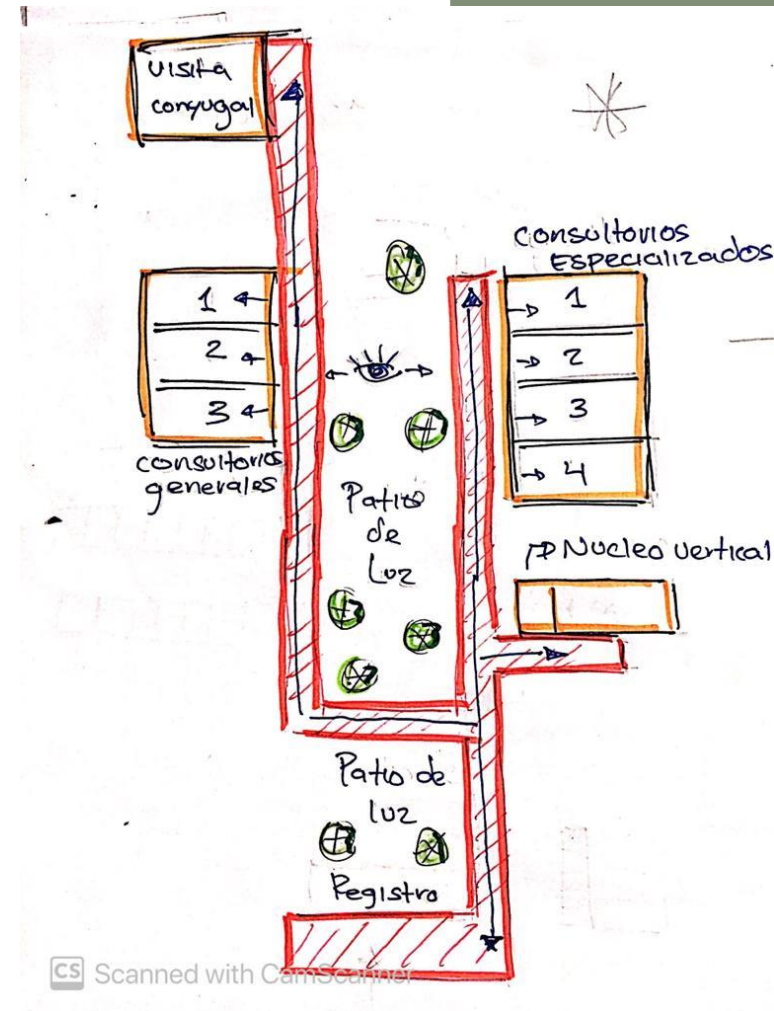 visita
conyugal
consultorios
Especializados
1
2
3
1
2
3
4
consultorios
generales
Patio
de
Luz
Nucleo vertical
Patio de
luz
Registro
CS Scanned with CamScanner